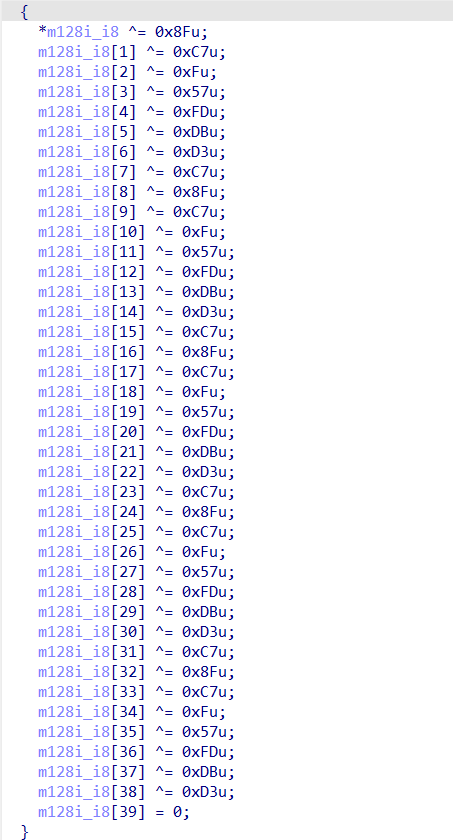 {
*m128i_i8 ^= 0x8Fu;
m128i_i8[1] ^= 0xC7u;
m128i_i8[2] ^= 0xFu;
m128i_i8[3] ^= 0x57u;
m128i_i8[4] ^= 0xFDu;
m128i_i8[5] ^= 0xDBu;
m128i_i8[6] ^= 0xD3u;
m128i_i8[7] ^= 0xC7u;
m128i_i8[8] ^= 0x8Fu;
m128i_i8[9] ^= 0xC7u;
m128i_i8[10] ^= 0xFu;
m128i_i8[11] ^= 0x57u;
m128i_i8[12] ^= 0xFDu;
m128i_i8[13] ^= 0xDBu;
m128i_i8[14] ^= 0xD3u;
m128i_i8[15] ^= 0xC7u;
m128i_i8[16] ^= 0x8Fu;
m128i_i8[17] ^= 0xC7u;
m128i_i8[18] ^= 0xFu;
m128i_i8[19] ^= 0x57u;
m128i_i8[20] ^= 0xFDu;
m128i_i8[21] ^= 0xDBu;
m128i_i8[22] ^= 0xD3u;
m128i_i8[23] ^= 0xC7u;
m128i_i8[24] ^= 0x8Fu;
m128i_i8[25] ^= 0xC7u;
m128i_i8[26] ^= 0xFu;
m128i_i8[27] ^= 0x57u;
m128i_i8[28] ^= 0xFDu;
m128i_i8[29] ^= 0xDBu;
m128i_i8[30] ^= 0xD3u;
m128i_i8[31] ^= 0xC7u;
m128i_i8[32] ^= 0x8Fu;
m128i_i8[33] ^= 0xC7u;
m128i_i8[34] ^= 0xFu;
m128i_i8[35] ^= 0x57u;
m128i_i8[36] ^= 0xFDu;
m128i_i8[37] ^= 0xDBu;
m128i_i8[38] ^= 0xD3u;
m128i_i8[39] = 0;
}